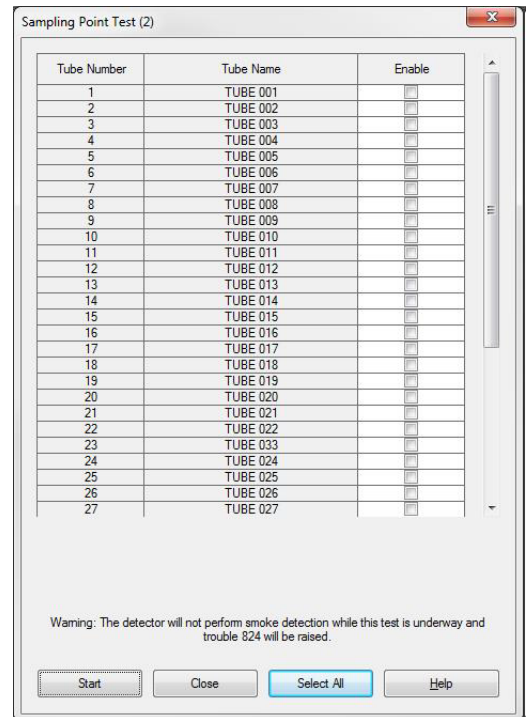 Sampling Point Test (2)
Tube Number Tube Name Enable
1 TUBE 001
2 TUBE 002
3 TUBE 003
4 TUBE 004
5 TUBE 005
6 TUBE 006
7 TUBE 007
8 TUBE 008
9 TUBE 009
10 TUBE 010
11 TUBE 011
12 TUBE 012
13 TUBE 013
14 TUBE 014
15 TUBE 015
16 TUBE 016
17 TUBE 017
18 TUBE 018
19 TUBE 019
20 TUBE 020
21 TUBE 021
22 TUBE 022
23 TUBE 033
24 TUBE 024
25 TUBE 025
26 TUBE 026
27 TUBE 027
Warning: The detector will not perform smoke detection while this test is underway and
trouble 824 will be raised.
Start Close Select All Help